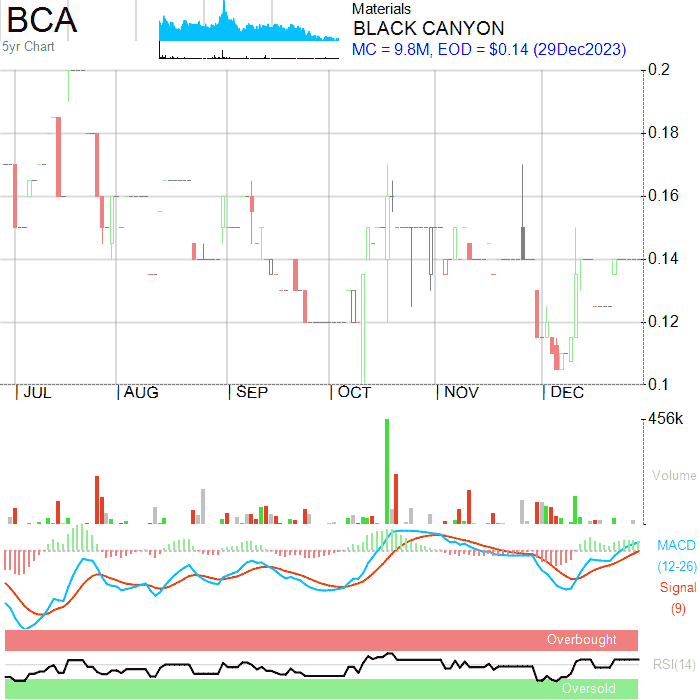 BCA
5yr Chart
Materials
BLACK CANYON
MC = 9.8M, EOD = $0.14 (29Dec2023)
0.2
0.18
0.16
0.14
0.12
0.1
JUL AUG SEP OCT NOV DEC
456k
Volume
MACD
(12-26)
Signal
(9)
Overbought
RSI(14)
Oversold